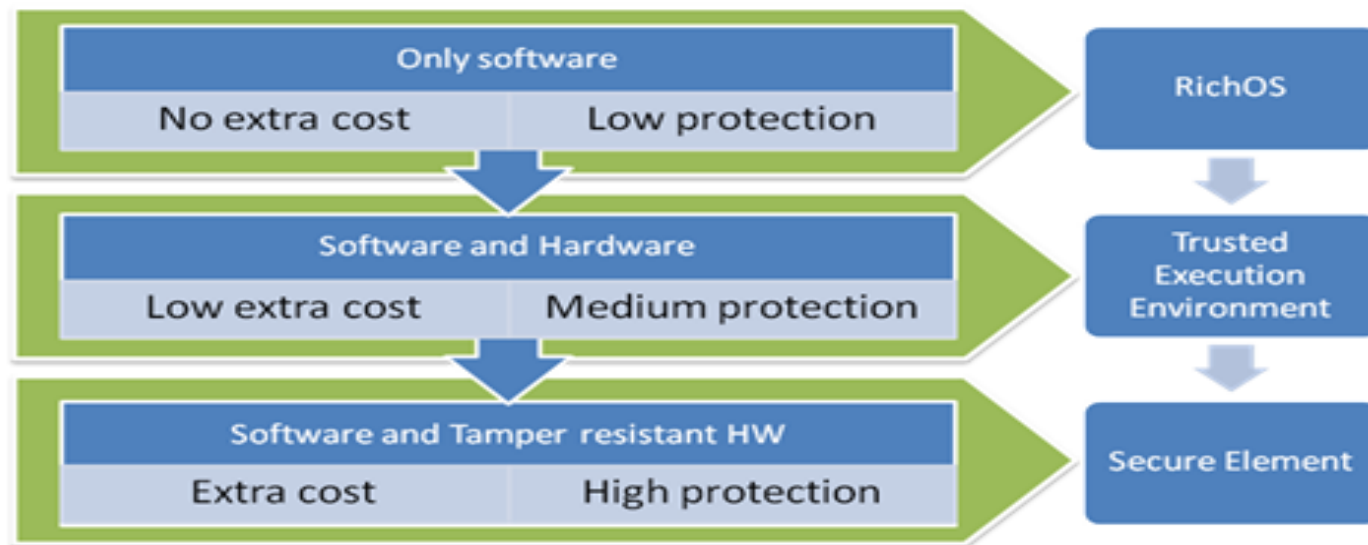 Only software
No extra cost
Low protection
RichOS
Software and Hardware
Low extra cost
Medium protection
Trusted
Execution
Environment
Software and Tamper resistant HW
Extra cost
High protection
Secure Element